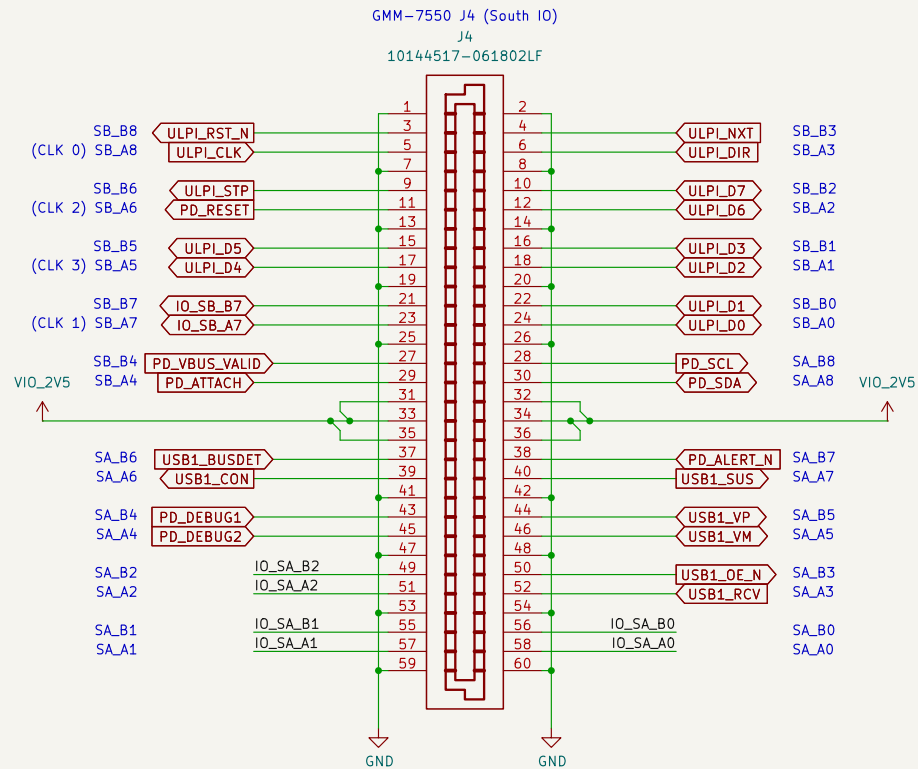 GMM-7550 J4 (South IO)
J4
10144517-061802LF
1 2
SB_B8 ULPI_RST_N 3 4 ULPI_NXT SB_B3
(CLK 0) SB_A8 ULPI_CLK 5 6 ULPI_DIR SB_A3
7 8
SB_B6 ULPI_STP 9 10 ULPI_D7 SB_B2
(CLK 2) SB_A6 PD_RESET 11 12 ULPI_D6 SB_A2
13 14
SB_B5 ULPI_D5 15 16 ULPI_D3 SB_B1
(CLK 3) SB_A5 ULPI_D4 17 18 ULPI_D2 SB_A1
19 20
SB_B7 IO_SB_B7 21 22 ULPI_D1 SB_B0
(CLK 1) SB_A7 IO_SB_A7 23 24 ULPI_D0 SB_A0
25 26
SB_B4 PD_VBUS_VALID 27 28 PD_SCL SA_B8
VIO_2V5 SB_A4 PD_ATTACH 29 30 PD_SDA SA_A8 VIO_2V5
31 32
33 34
35 36
SA_B6 USB1_BUSDET 37 38 PD_ALERT_N SA_B7
SA_A6 USB1_CON 39 40 USB1_SUS SA_A7
41 42
SA_B4 PD_DEBUG1 43 44 USB1_VP SA_B5
SA_A4 PD_DEBUG2 45 46 USB1_VM SA_A5
47 48
SA_B2 IO_SA_B2 49 50 USB1_OE_N SA_B3
SA_A2 IO_SA_A2 51 52 USB1_RCV SA_A3
53 54
SA_B1 IO_SA_B1 55 56 IO_SA_B0 SA_B0
SA_A1 IO_SA_A1 57 58 IO_SA_A0 SA_A0
59 60
GND GND